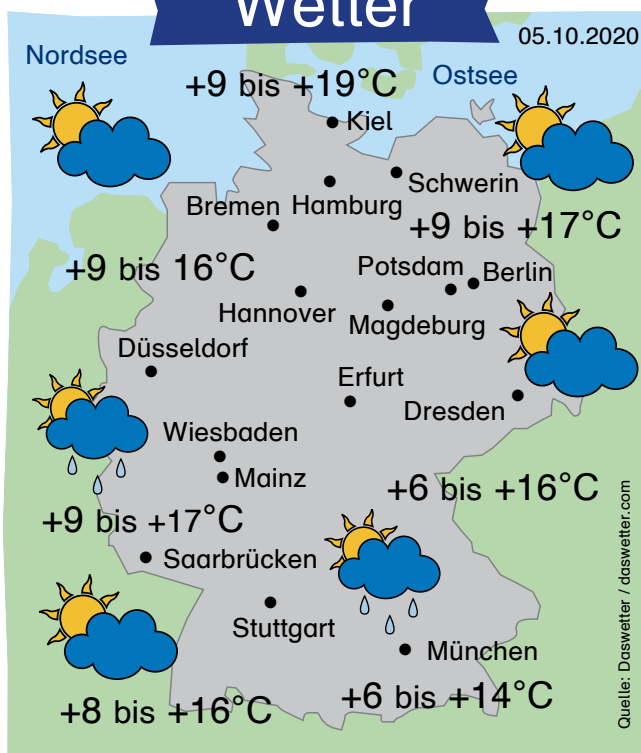 Wetter
05.10.2020
Nordsee
Ostsee
+9 bis +19°C
Kiel
Schwerin
Bremen
Hamburg
+9 bis +17°C
+9 bis 16°C
Potsdam
Berlin
Hannover
Magdeburg
Düsseldorf
Erfurt
Dresden
Wiesbaden
Mainz
+6 bis +16°C
+9 bis +17°C
Saarbrücken
Stuttgart
München
+8 bis +16°C
+6 bis +14°C
Quelle: Daswetter / daswetter.com